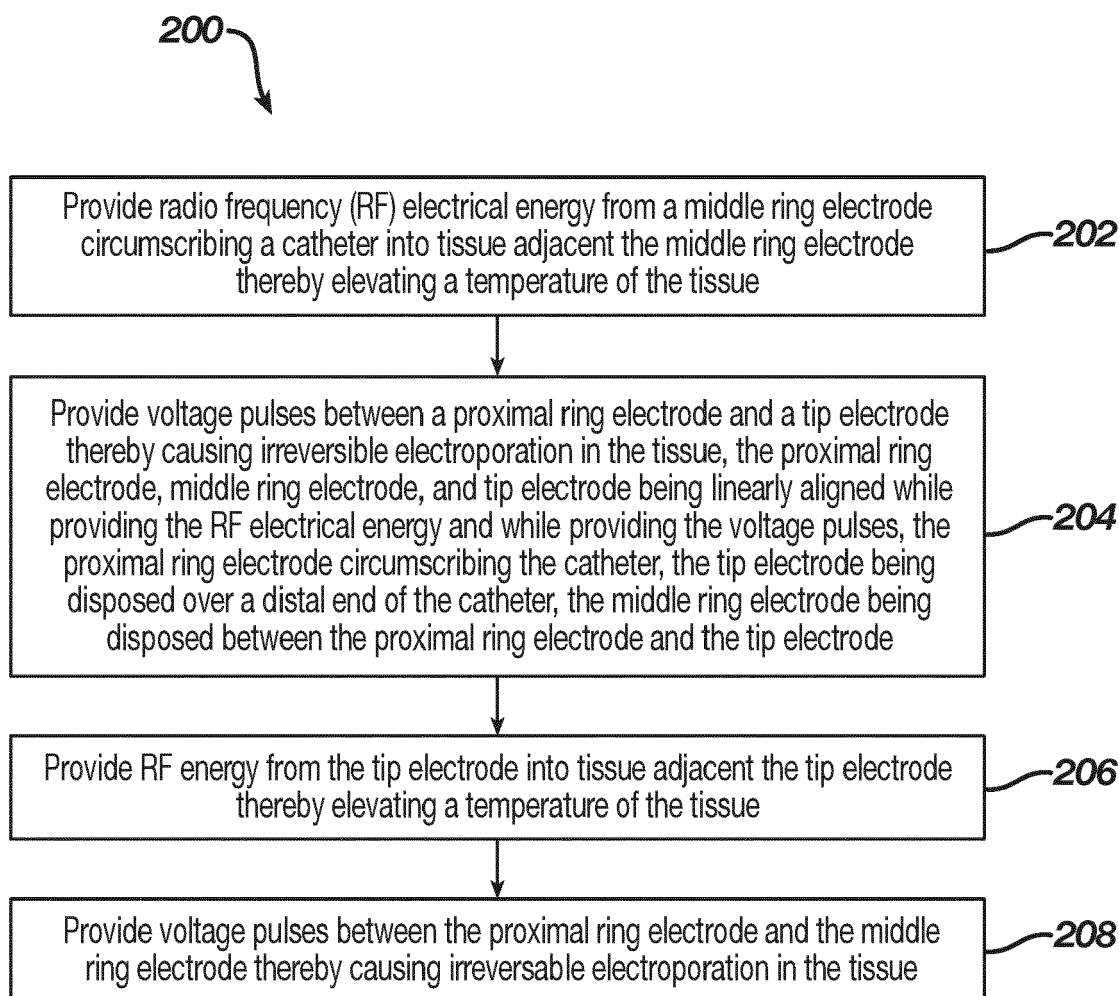 200
Provide radio frequency (RF) electrical energy from a middle ring electrode
circumscribing a catheter into tissue adjacent the middle ring electrode
thereby elevating a temperature of the tissue
202
Provide voltage pulses between a proximal ring electrode and a tip electrode
thereby causing irreversible electroporation in the tissue, the proximal ring
electrode, middle ring electrode, and tip electrode being linearly aligned while
providing the RF electrical energy and while providing the voltage pulses, the
proximal ring electrode circumscribing the catheter, the tip electrode being
disposed over a distal end of the catheter, the middle ring electrode being
disposed between the proximal ring electrode and the tip electrode
204
Provide RF energy from the tip electrode into tissue adjacent the tip electrode
thereby elevating a temperature of the tissue
206
Provide voltage pulses between the proximal ring electrode and the middle
ring electrode thereby causing irreversable electroporation in the tissue
208